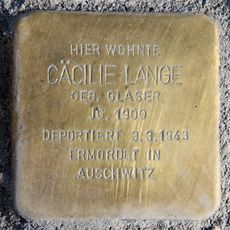 HIER WOHNTE
CÄCILIE LANGE
GEB. GLASER
JG. 1900
DEPORTIERT 3.3.1943
ERMORDET IN
AUSCHWITZ